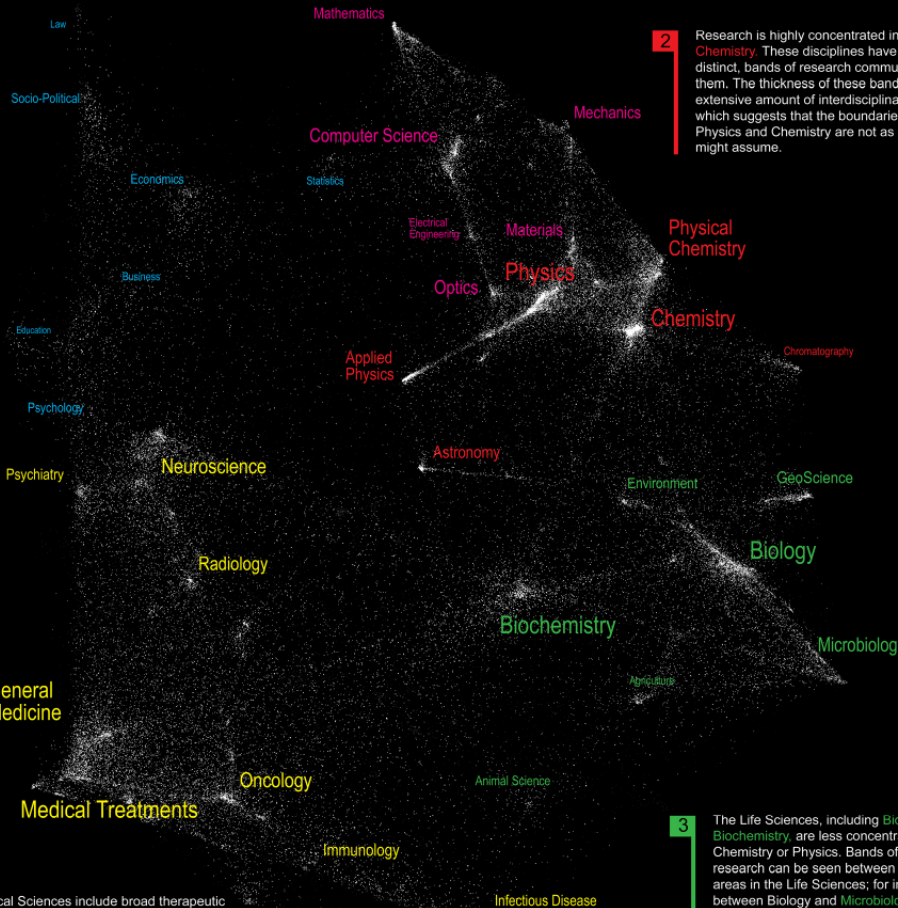 Law
Mathematics
2
Research is highly concentrated in
Chemistry. These disciplines have
distinct, bands of research commu
them. The thickness of these band
extensive amount of interdisciplina
which suggests that the boundarie
Physics and Chemistry are not as
might assume.
Socio-Political
Mechanics
Computer Science
Economics
Statistics
Electrical
Engineering
Materials
Physical
Chemistry
Physics
Business
Optics
Chemistry
Education
Applied
Physics
Chromatography
Psychology
Astronomy
Neuroscience
Psychiatry
Environment
GeoScience
Biology
Radiology
Biochemistry
Microbiolog
Agriculture
eneral
Medicine
Oncology
Animal Science
Medical Treatments
3
The Life Sciences, including Bio
Biochemistry, are less concentra
Chemistry or Physics. Bands of
research can be seen between
areas in the Life Sciences; for in
between Biology and Microbiolo
Immunology
cal Sciences include broad therapeutic
Infectious Disease